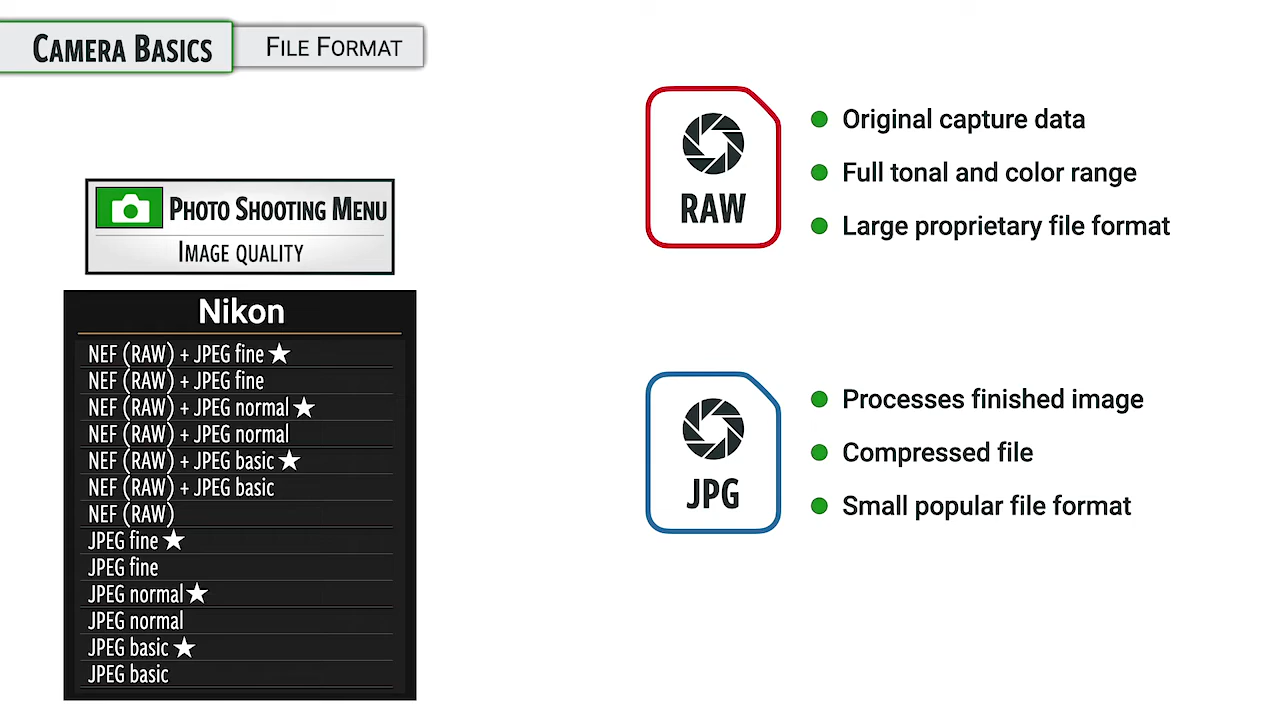 CAMERA BASICS
FILE FORMAT
PHOTO SHOOTING MENU
IMAGE QUALITY
Nikon
NEF (RAW) + JPEG fine ★
NEF (RAW) + JPEG fine
NEF (RAW) + JPEG normal ★
NEF (RAW) + JPEG normal
NEF (RAW) + JPEG basic ★
NEF (RAW) + JPEG basic
NEF (RAW)
JPEG fine ★
JPEG fine
JPEG normal ★
JPEG normal
JPEG basic ★
JPEG basic
RAW
Original capture data
Full tonal and color range
Large proprietary file format
JPG
Processes finished image
Compressed file
Small popular file format